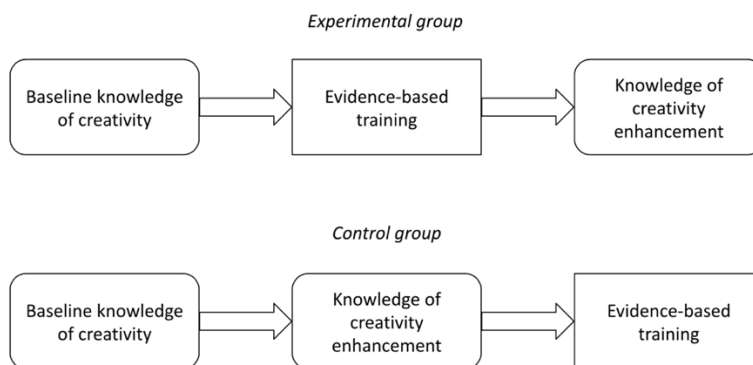 Experimental group
Baseline knowledge
of creativity
Evidence-based
training
Knowledge of
creativity
enhancement
Control group
Baseline knowledge
of creativity
Knowledge of
creativity
enhancement
Evidence-based
training